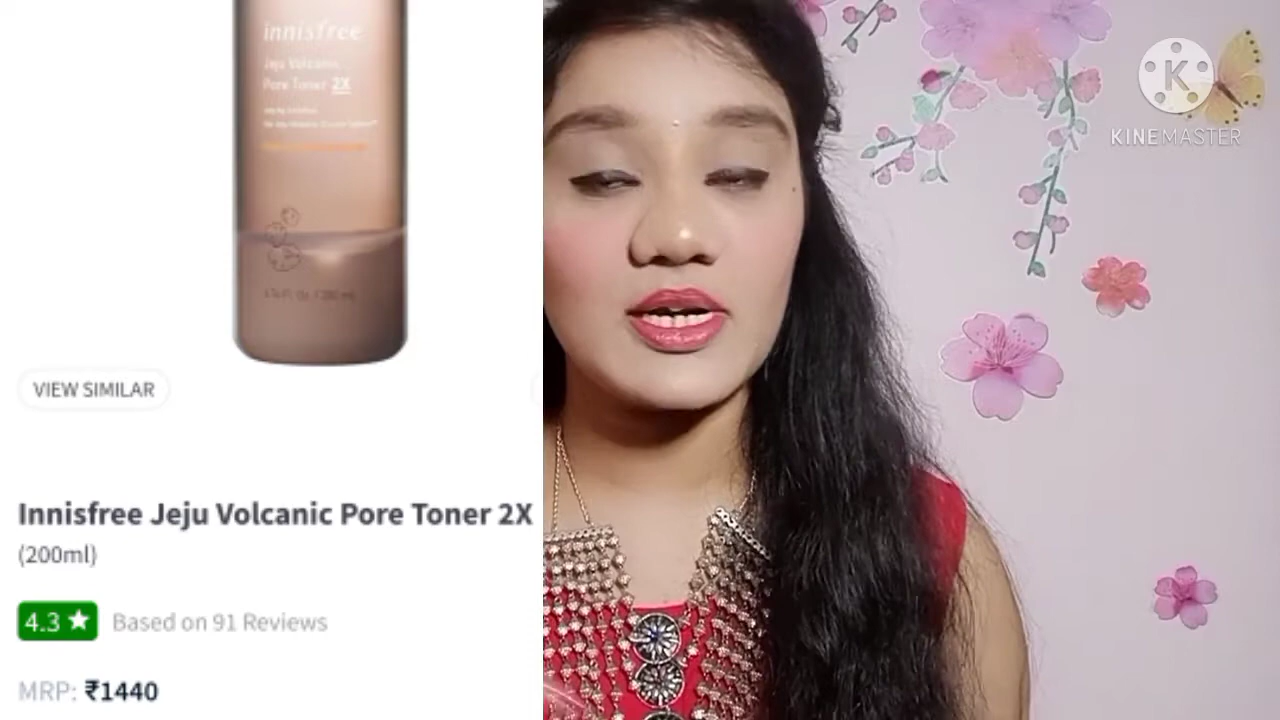 innisfree
Jeju Volcanic
Pore Toner 2X
VIEW SIMILAR
Innisfree Jeju Volcanic Pore Toner 2X
(200ml)
4.3 ★ Based on 91 Reviews
MRP: ₹1440
K
KINEMASTER